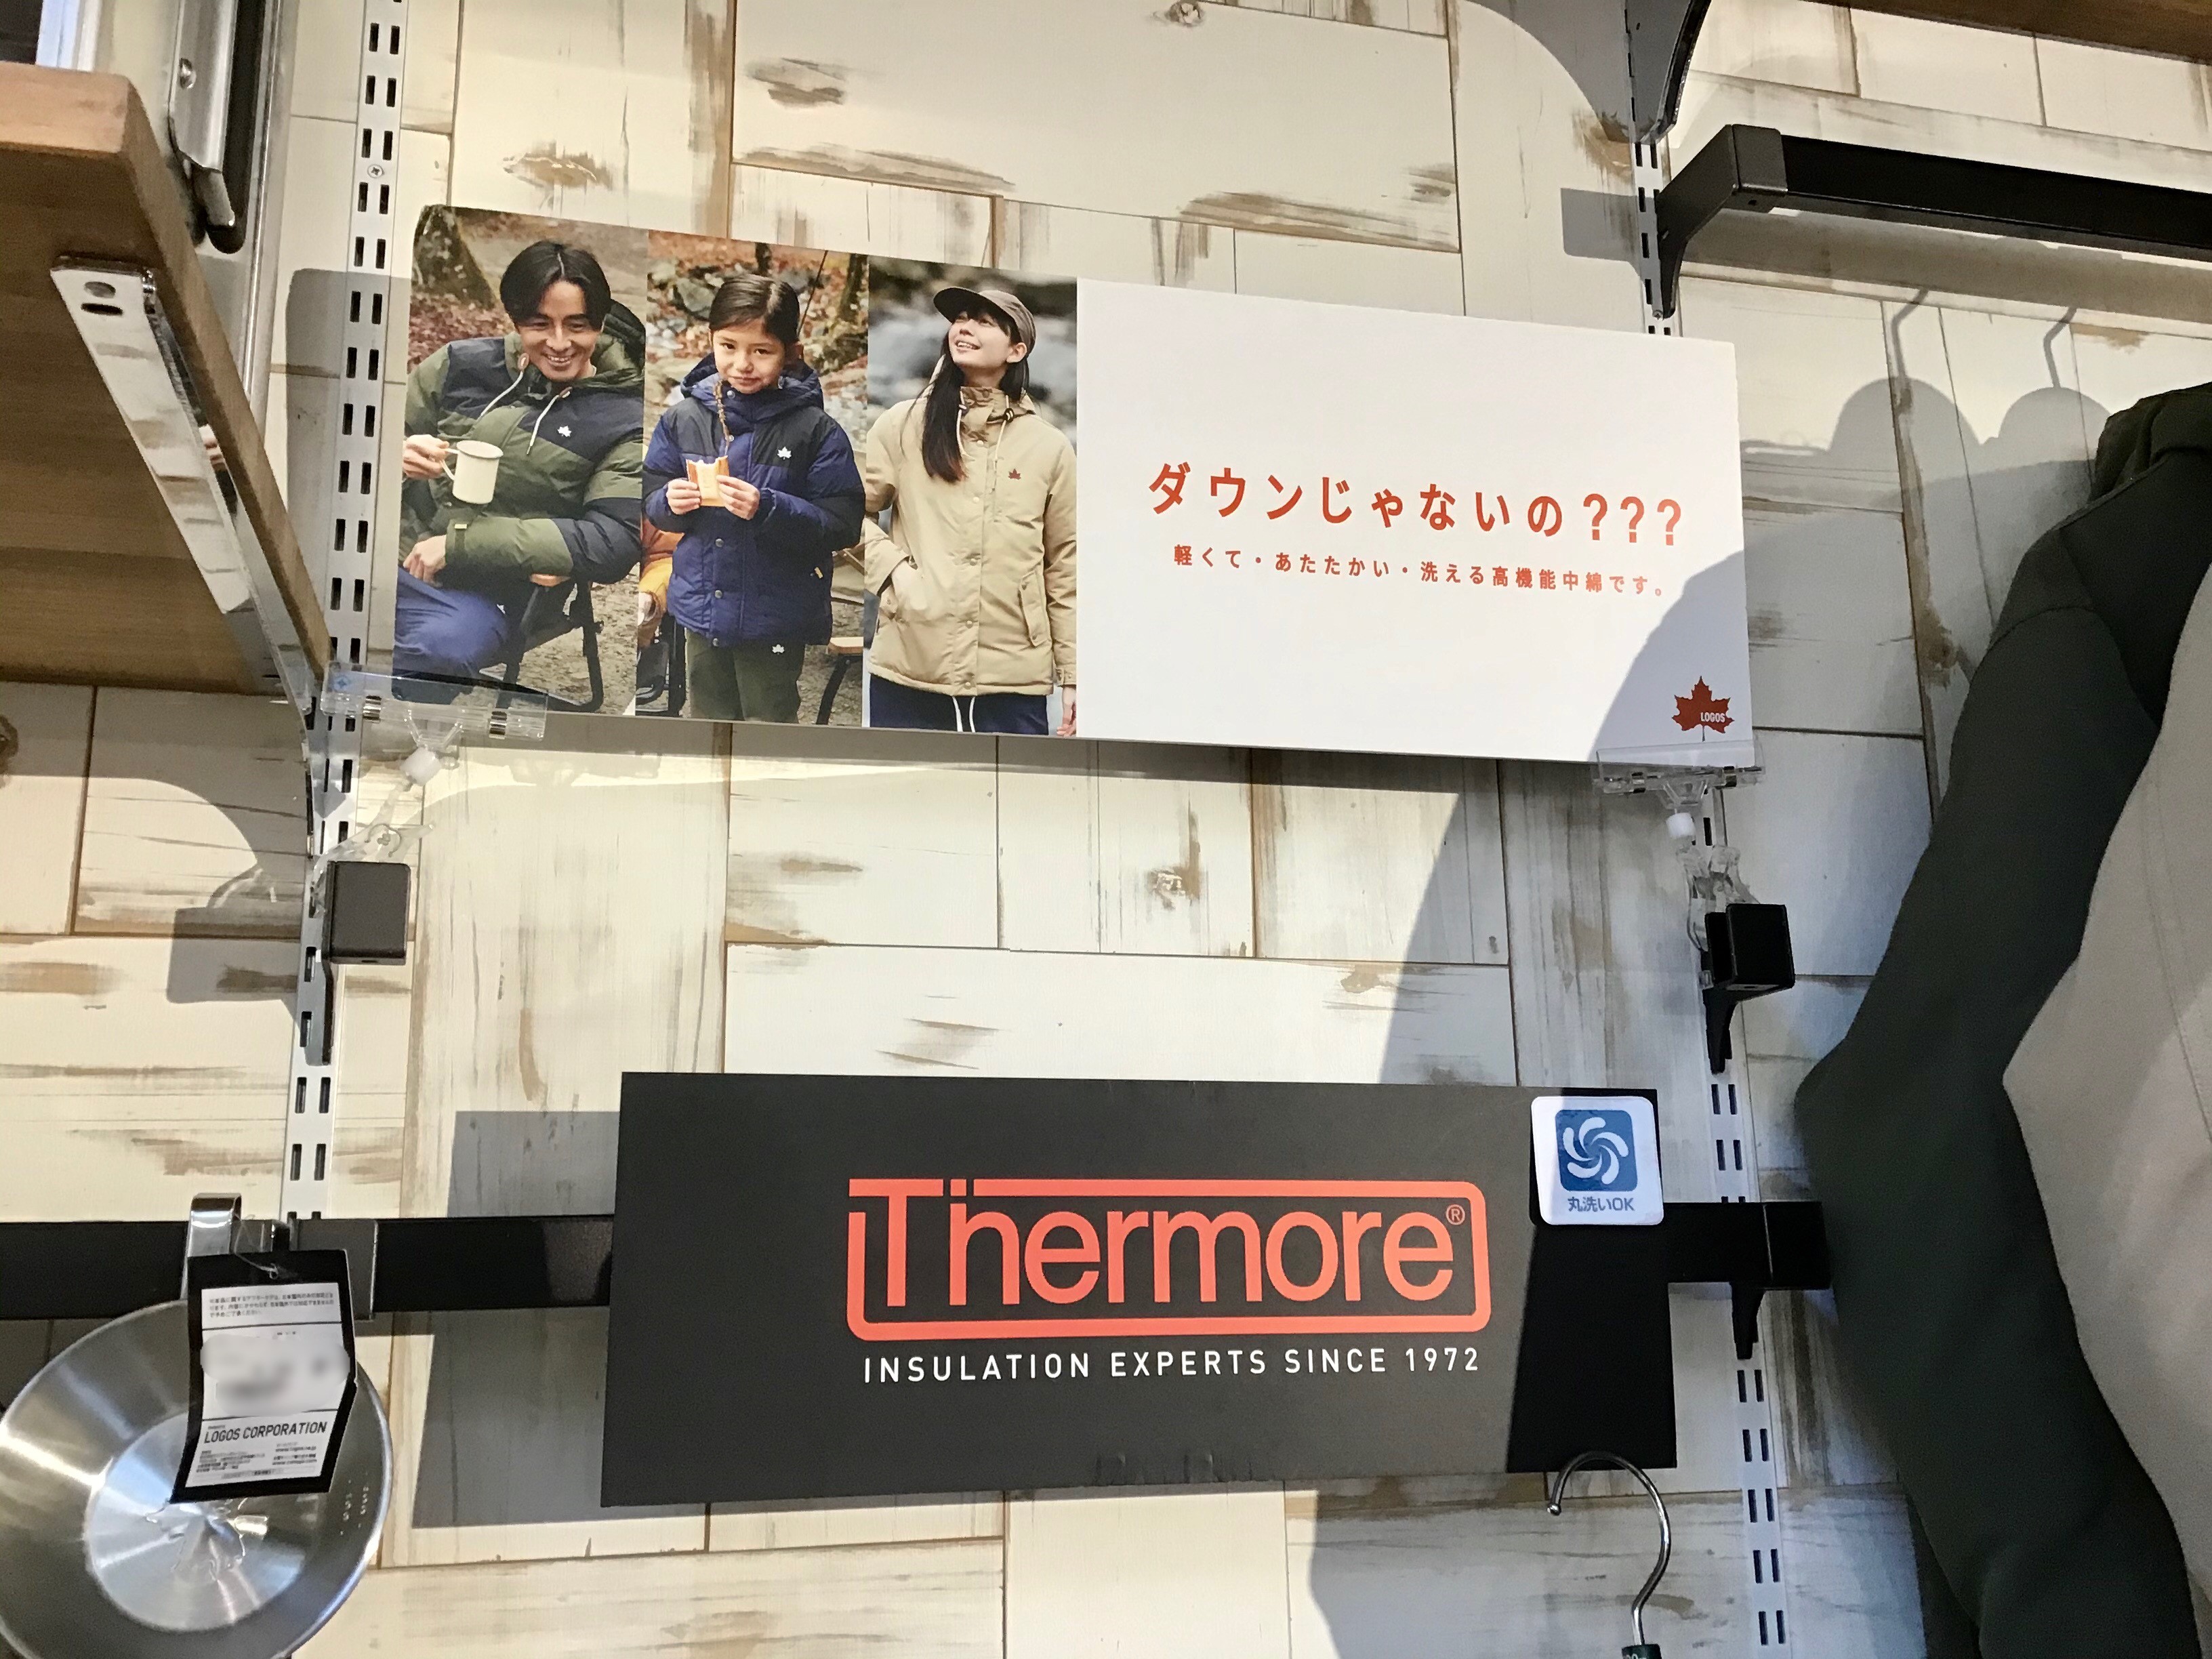 ダウンじゃないの???
軽くて・あたたかい・洗える高機能中綿です。
LOGOS
丸洗いOK
Thermore®
INSULATION EXPERTS SINCE 1972
LOGOS CORPORATION